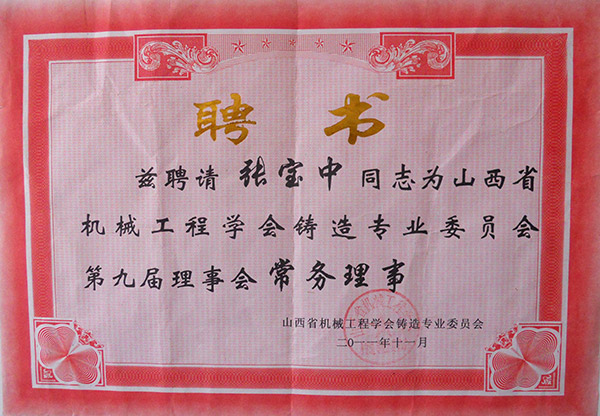 聘书
兹聘请 张宝中 同志为山西省
机械工程学会铸造专业委员会
第九届理事会 常务理事
山西省机械工程学会铸造专业委员会
二〇一一年十一月